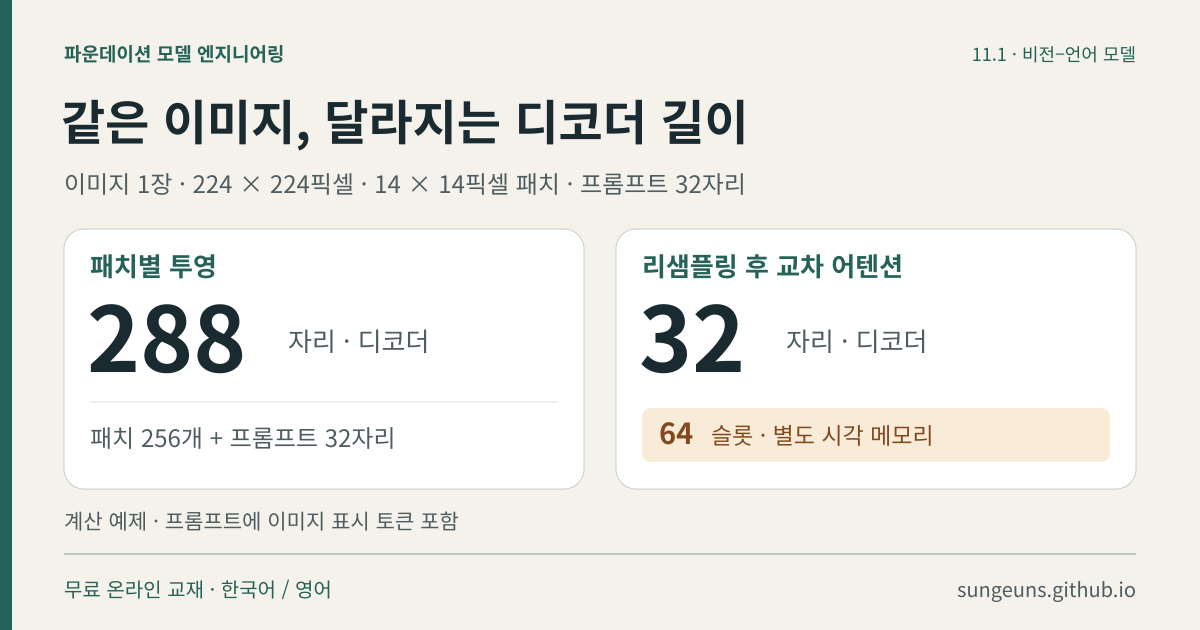 파운데이션 모델 엔지니어링
11.1 · 비전–언어 모델
같은 이미지, 달라지는 디코더 길이
이미지 1장 · 224 × 224픽셀 · 14 × 14픽셀 패치 · 프롬프트 32자리
패치별 투영
288 자리 · 디코더
패치 256개 + 프롬프트 32자리
리샘플링 후 교차 어텐션
32 자리 · 디코더
64 슬롯 · 별도 시각 메모리
계산 예제 · 프롬프트에 이미지 표시 토큰 포함
무료 온라인 교재 · 한국어 / 영어
sungeuns.github.io